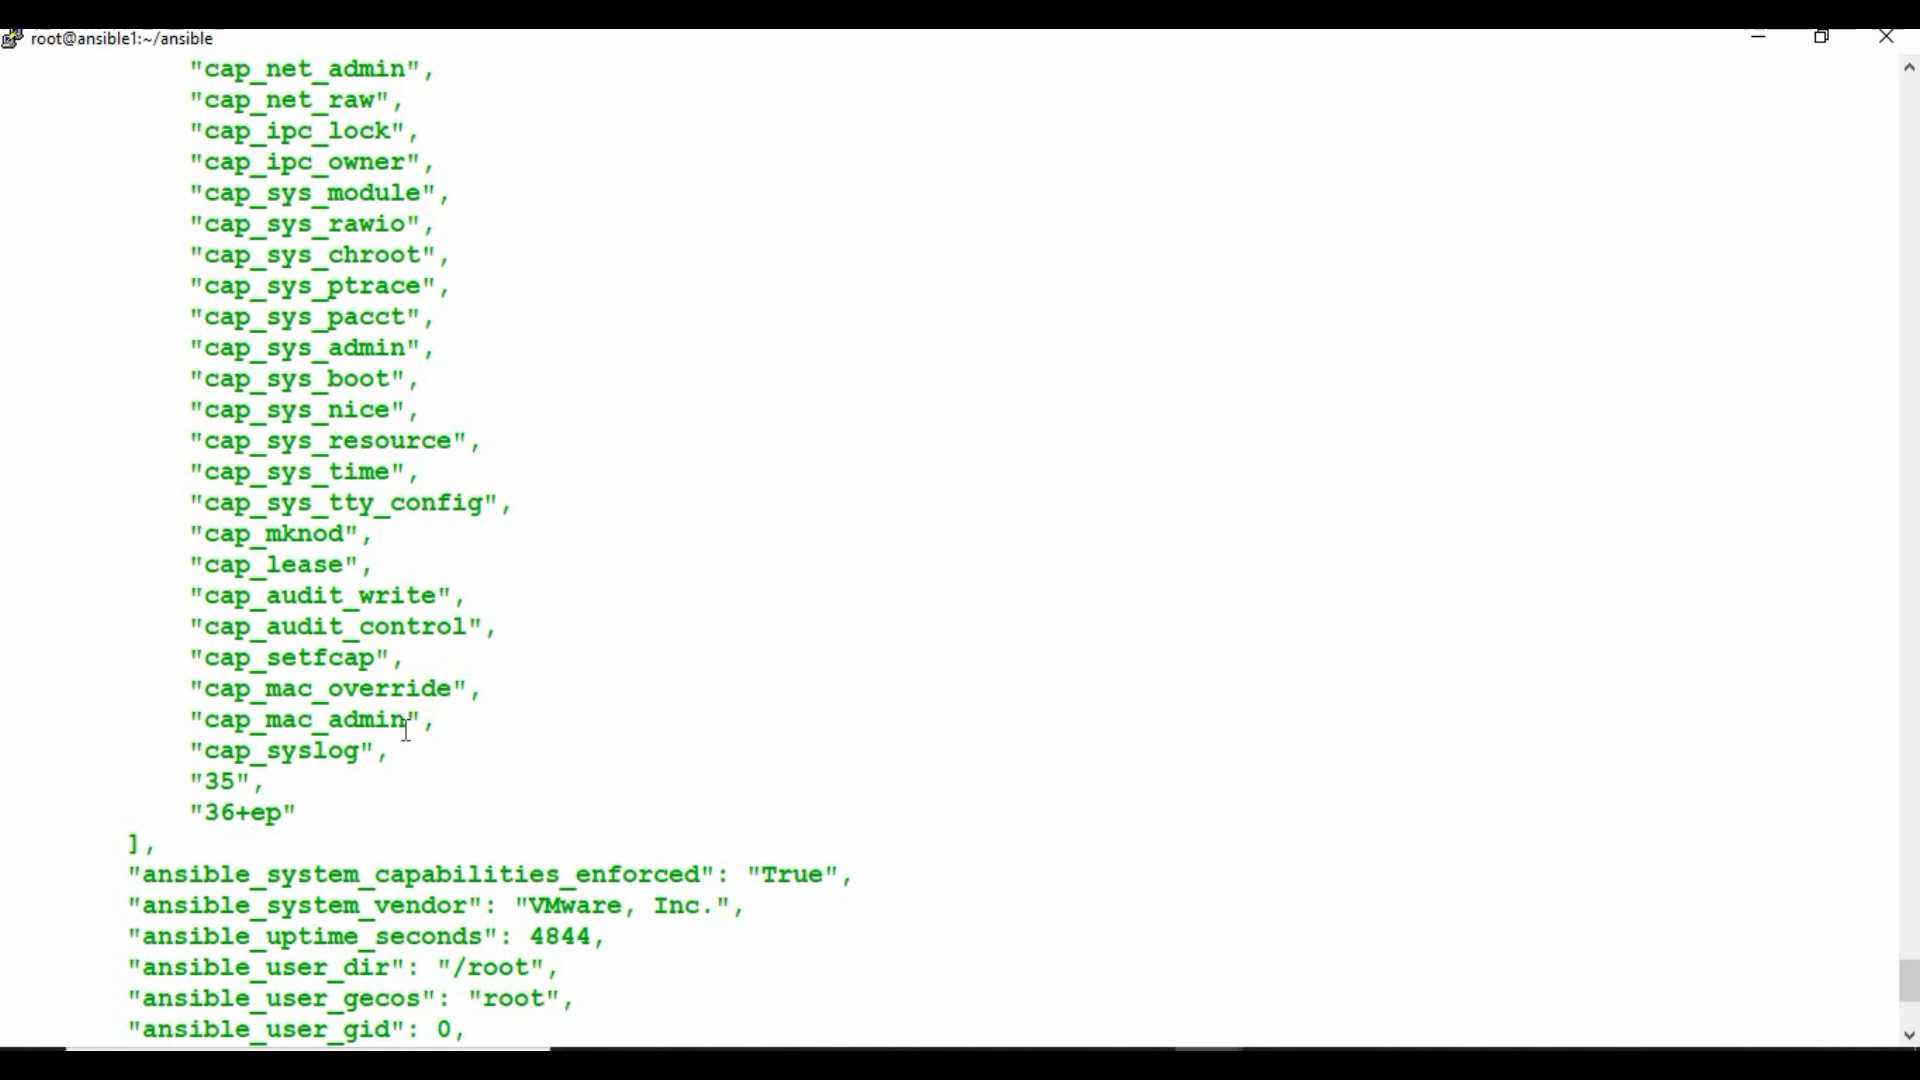 root@ansible1:~/ansible
"cap_net_admin",
"cap_net_raw",
"cap_ipc_lock",
"cap_ipc_owner",
"cap_sys_module",
"cap_sys_rawio",
"cap_sys_chroot",
"cap_sys_ptrace",
"cap_sys_pacct",
"cap_sys_admin",
"cap_sys_boot",
"cap_sys_nice",
"cap_sys_resource",
"cap_sys_time",
"cap_sys_tty_config",
"cap_mknod",
"cap_lease",
"cap_audit_write",
"cap_audit_control",
"cap_setfcap",
"cap_mac_override",
"cap_mac_admin",
"cap_syslog",
"35",
"36+ep"
],
"ansible_system_capabilities_enforced": "True",
"ansible_system_vendor": "VMware, Inc.",
"ansible_uptime_seconds": 4844,
"ansible_user_dir": "/root",
"ansible_user_gecos": "root",
"ansible_user_gid": 0,